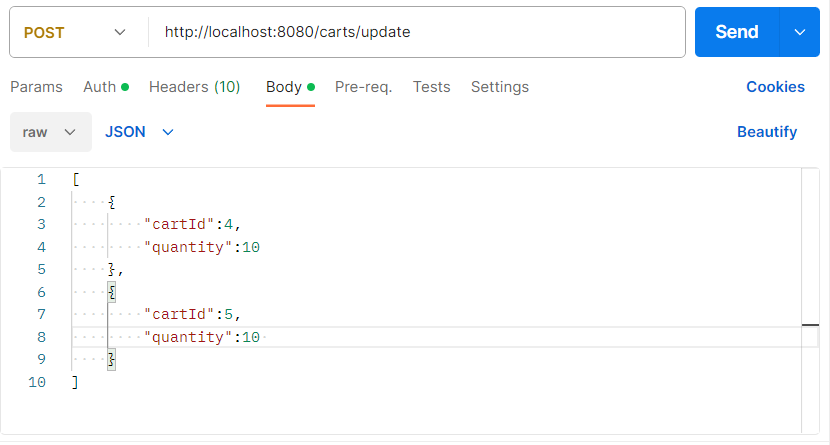 POST http://localhost:8080/carts/update Send
Params Auth Headers (10) Body Pre-req. Tests Settings Cookies
raw JSON Beautify
1 [
2 {
3 "cartId":4,
4 "quantity":10
5 },
6 {
7 "cartId":5,
8 "quantity":10
9 }
10 ]